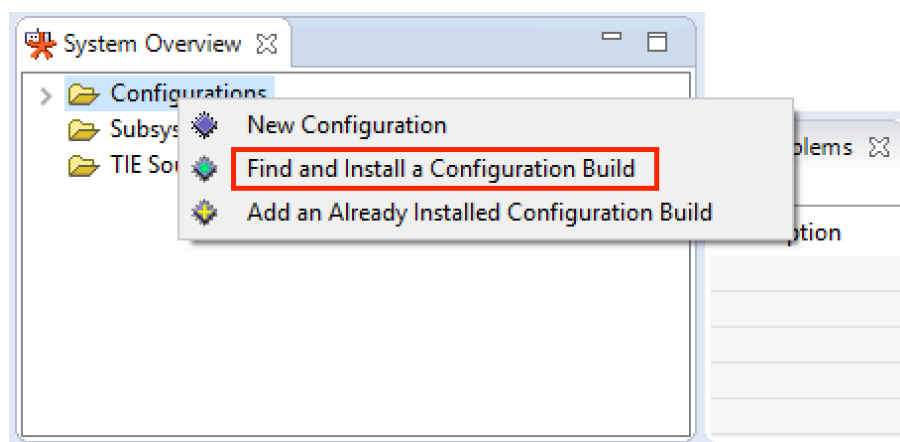 System Overview
Configurations
Subsys
TIE Sou
New Configuration
Find and Install a Configuration Build
Add an Already Installed Configuration Build
blems
ption